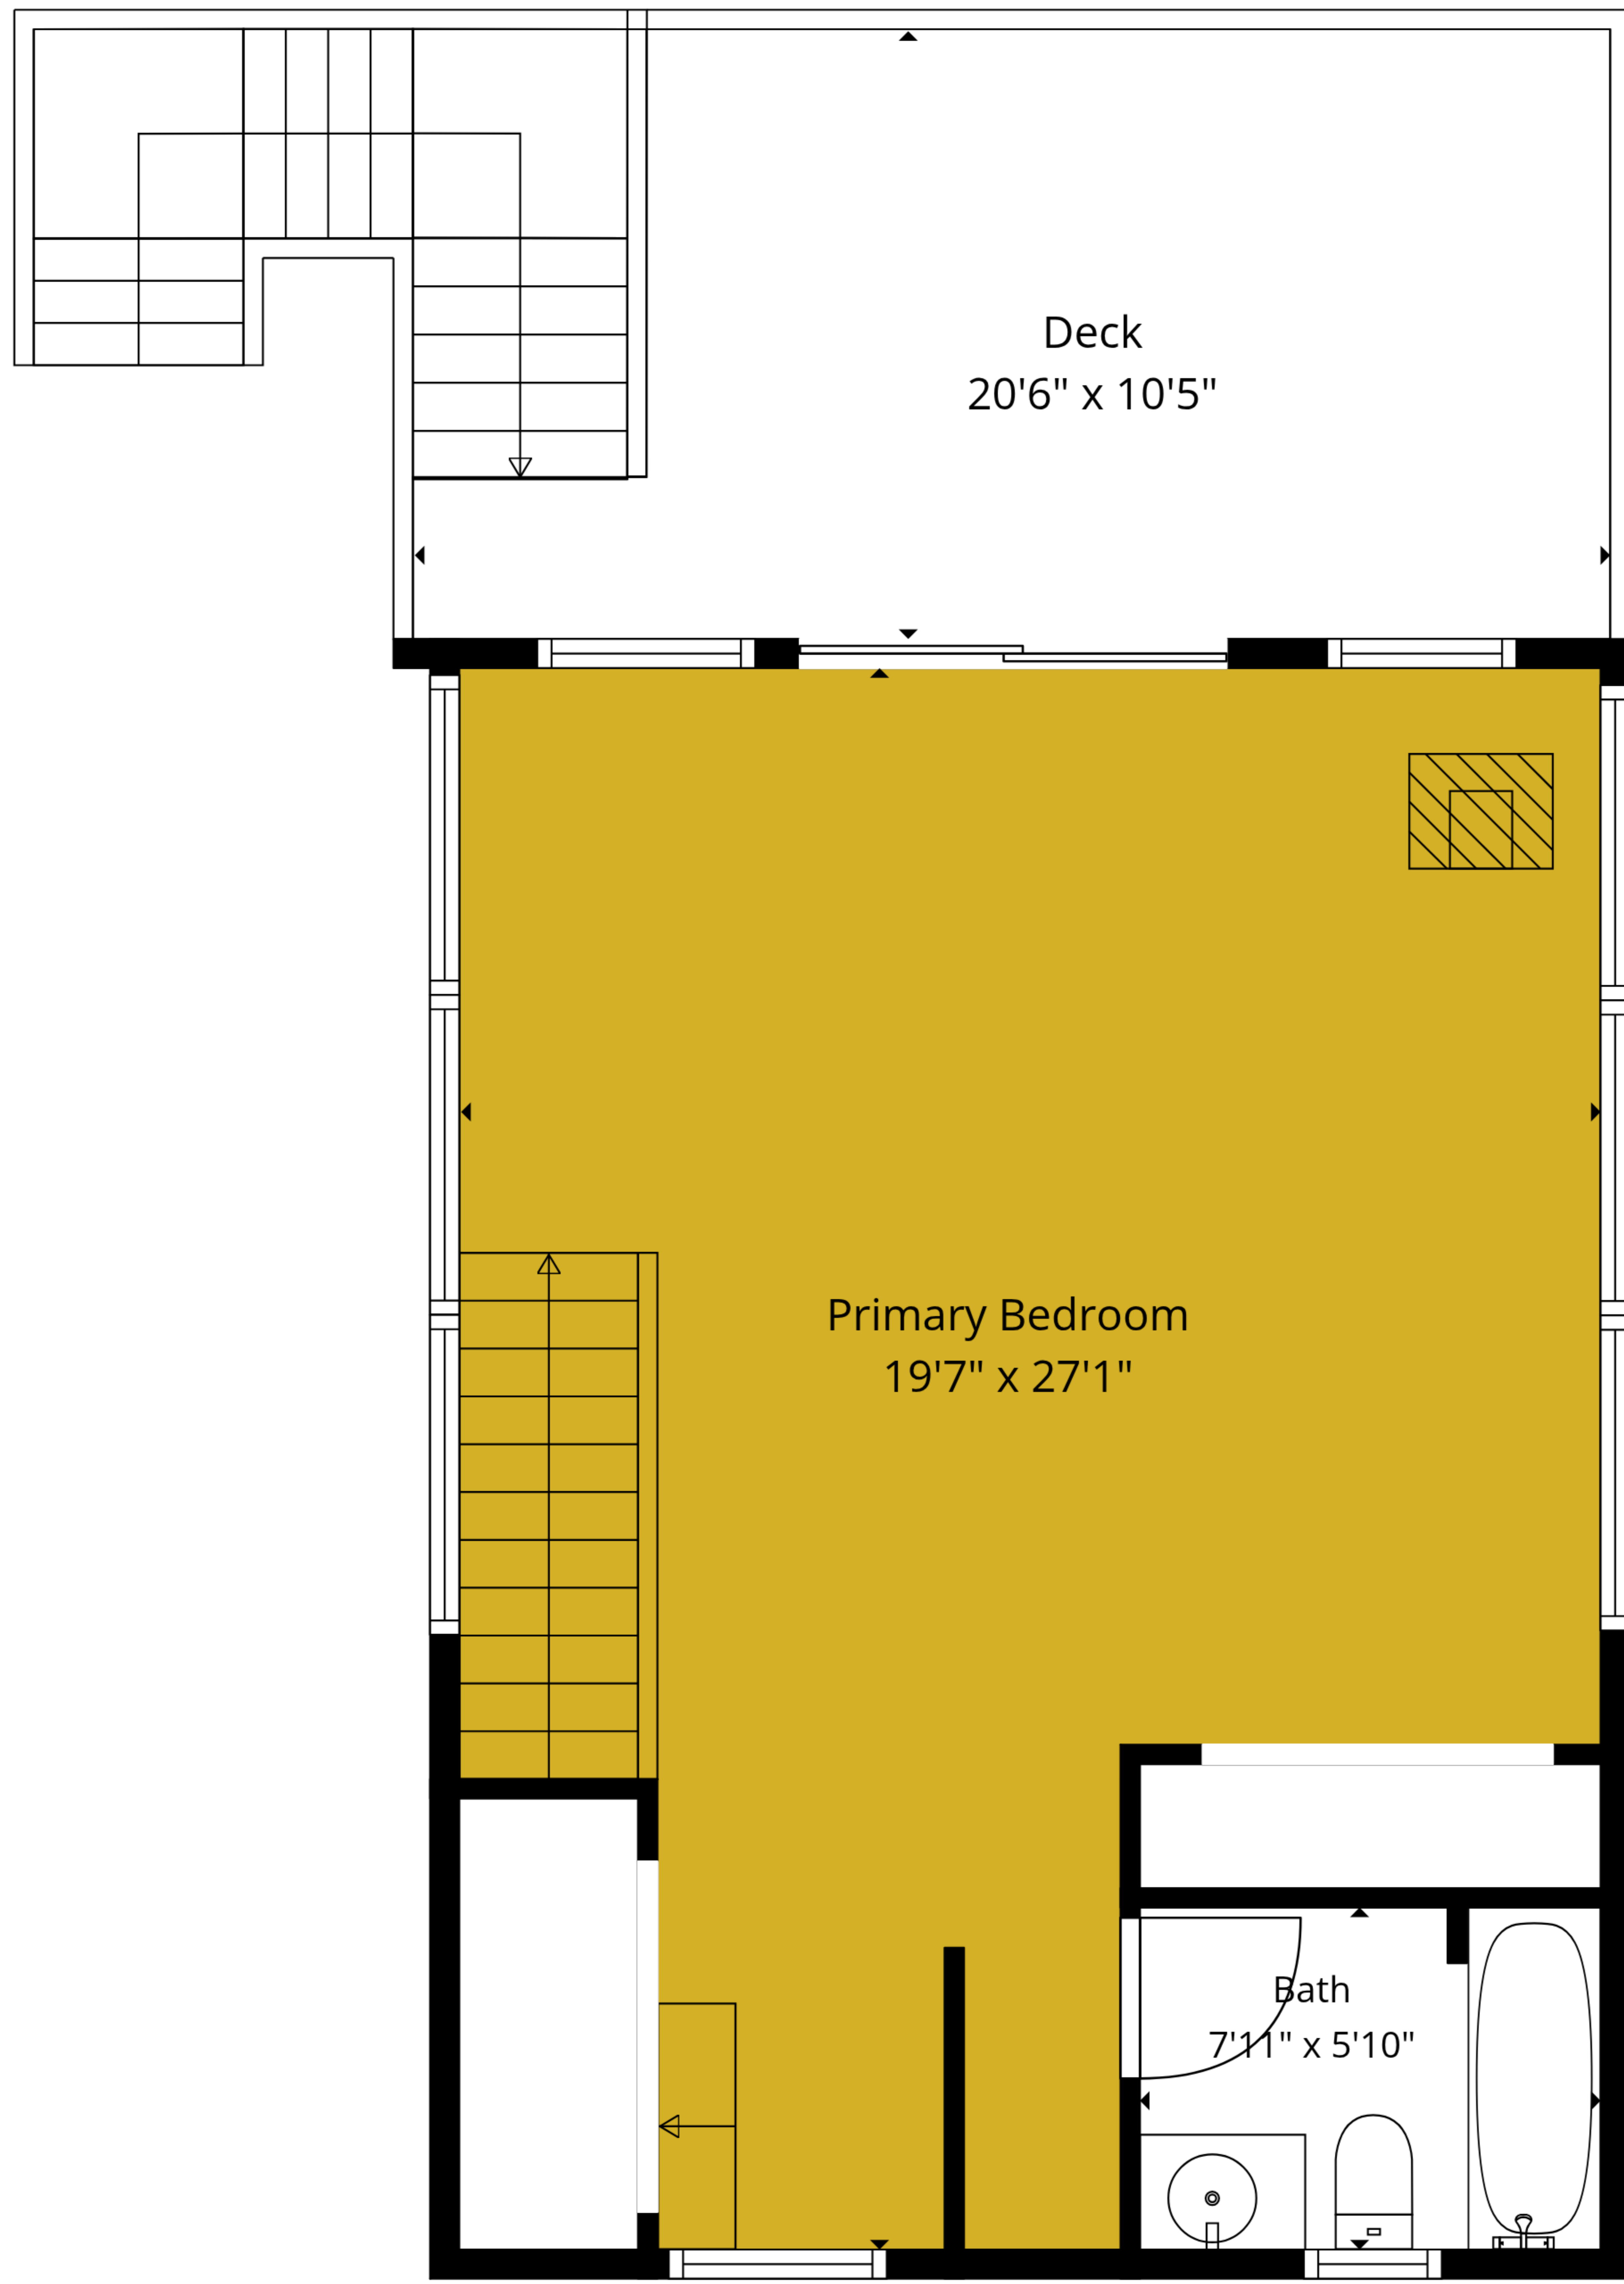 Deck
20'6" x 10'5"
Primary Bedroom
19'7" x 27'1"
Bath
7'11" x 5'10"